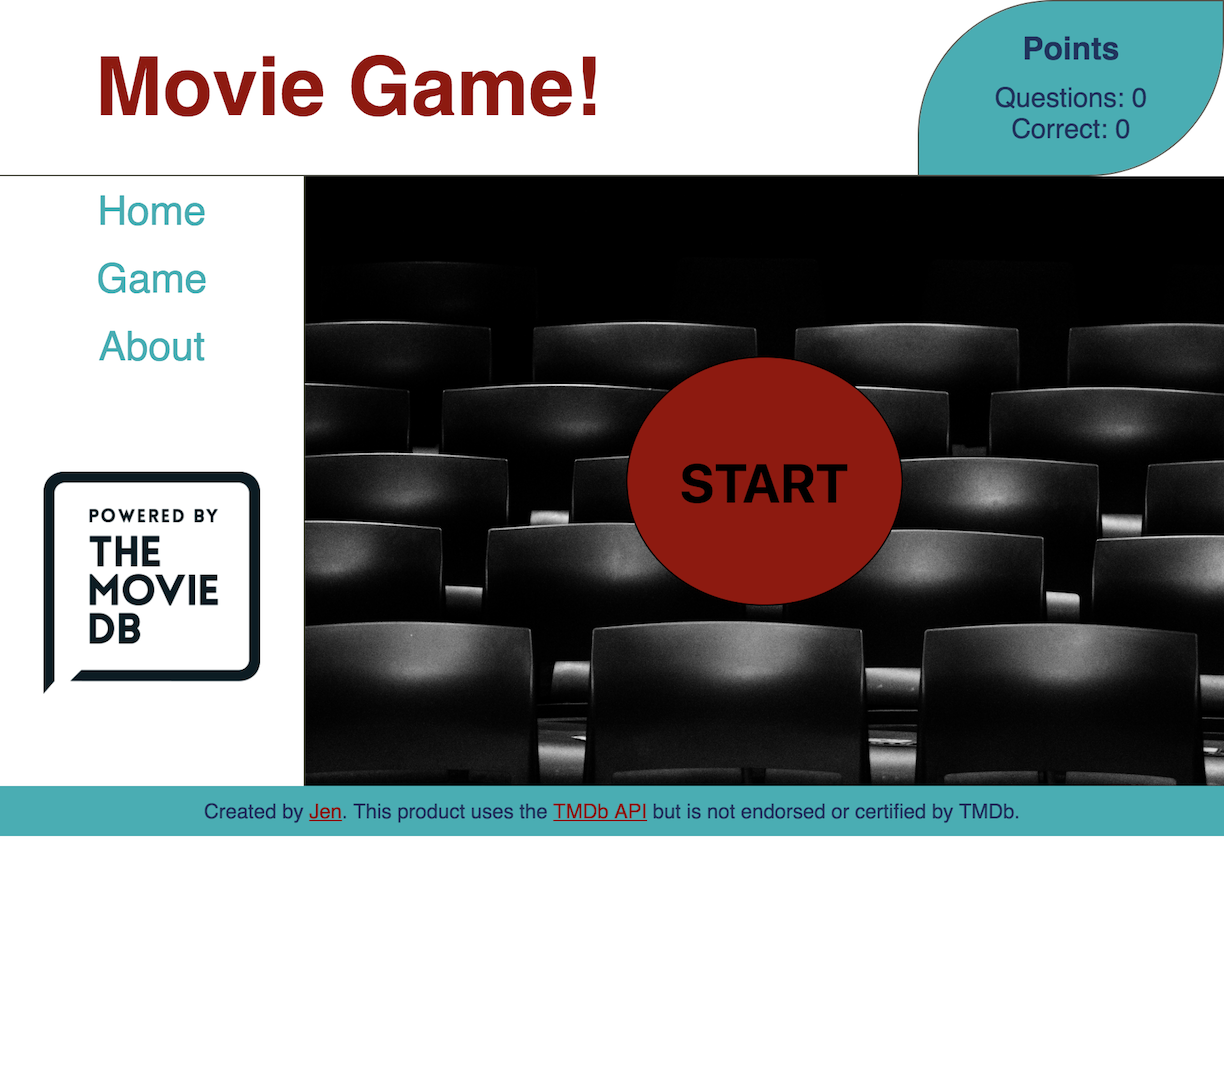 Movie Game!
Points
Questions: 0
Correct: 0
Home
Game
About
POWERED BY
THE
MOVIE
DB
START
Created by Jen. This product uses the TMDb API but is not endorsed or certified by TMDb.